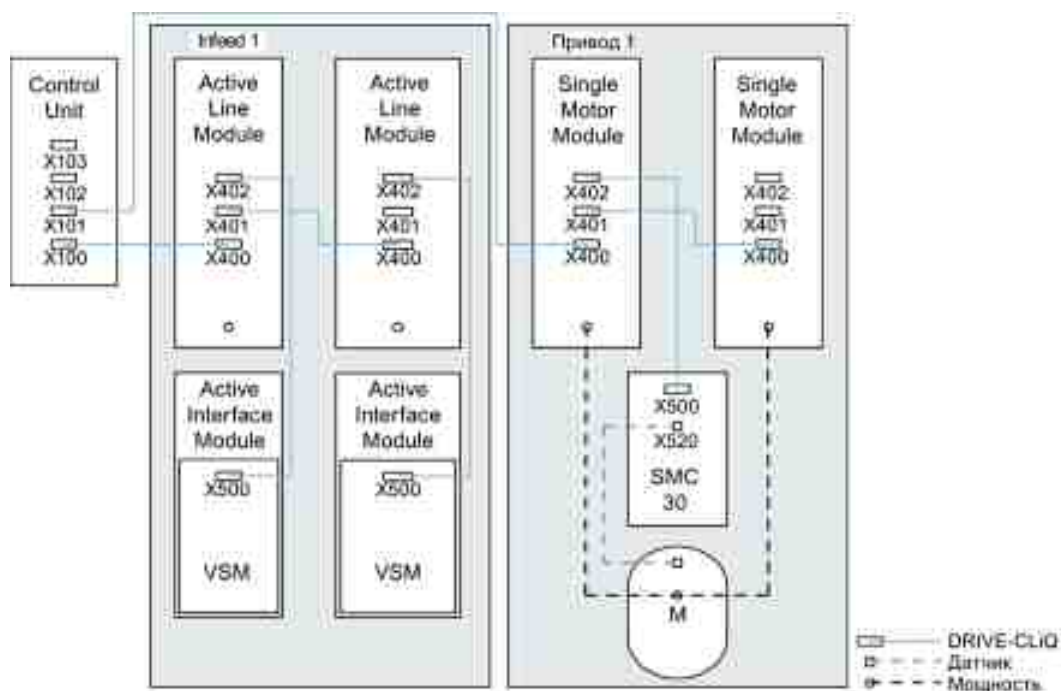 Infeed 1
Привод 1
Control
Unit
X103
X102
X101
X100
Active
Line
Module
X402
X401
X400
Active
Line
Module
X402
X401
X400
Single
Motor
Module
X402
X401
X400
Single
Motor
Module
X402
X401
X400
Active
Interface
Module
X500
VSM
Active
Interface
Module
X500
VSM
X500
X520
SMC
30
M
DRIVE-CLiQ
Датчик
Мощность